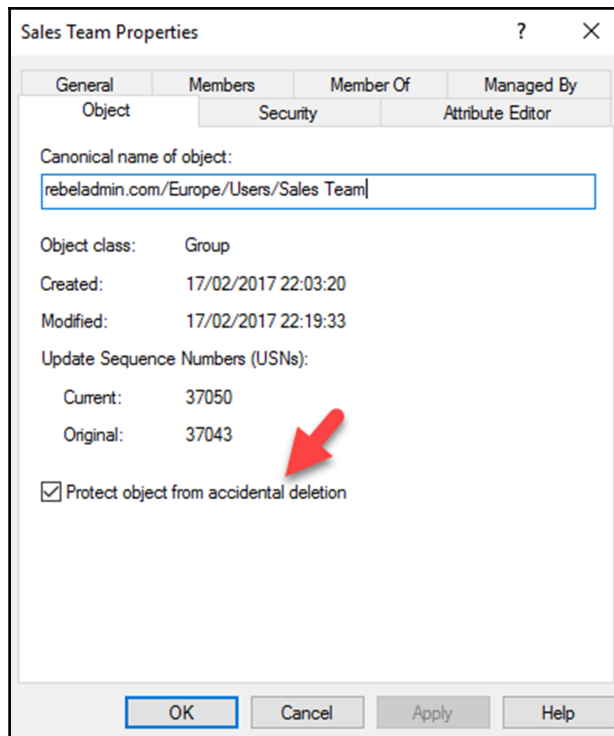 Sales Team Properties
? X
General Members Member Of Managed By
Object Security Attribute Editor
Canonical name of object:
rebeladmin.com/Europe/Users/Sales Team
Object class: Group
Created: 17/02/2017 22:03:20
Modified: 17/02/2017 22:19:33
Update Sequence Numbers (USNs):
Current: 37050
Original: 37043
Protect object from accidental deletion
OK Cancel Apply Help